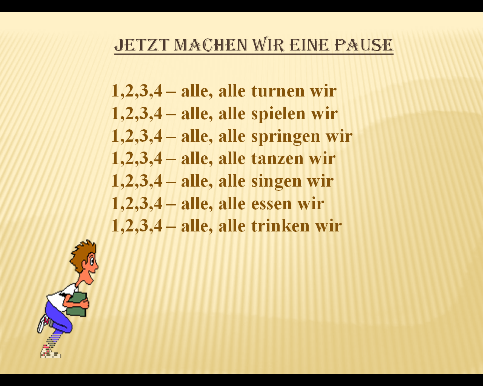 JETZT MACHEN WIR EINE PAUSE
1,2,3,4 – alle, alle turnen wir
1,2,3,4 – alle, alle spielen wir
1,2,3,4 – alle, alle springen wir
1,2,3,4 – alle, alle tanzen wir
1,2,3,4 – alle, alle singen wir
1,2,3,4 – alle, alle essen wir
1,2,3,4 – alle, alle trinken wir